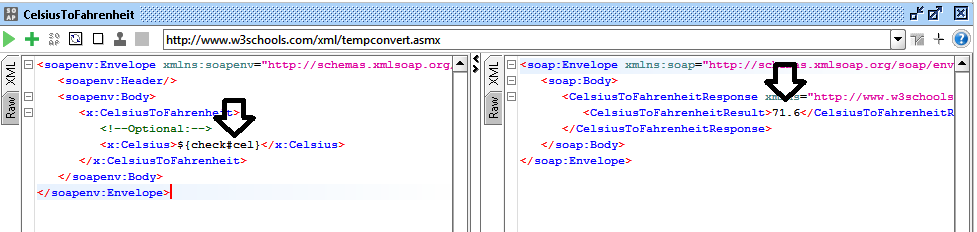 CelsiusToFahrenheit
SOAP
http://www.w3schools.com/xml/tempconvert.asmx
XML
Raw
<soapenv:Envelope xmlns:soapenv="http://schemas.xmlsoap.org/
<soapenv:Header/>
<soapenv:Body>
<x:CelsiusToFahrenheit>
<!--Optional:-->
<x:Celsius>${check#cel}</x:Celsius>
</x:CelsiusToFahrenheit>
</soapenv:Body>
</soapenv:Envelope>
XML
Raw
<soap:Envelope xmlns:soap="http://schemas.xmlsoap.org/soap/env
<soap:Body>
<CelsiusToFahrenheitResponse xmlns="http://www.w3schools
<CelsiusToFahrenheitResult>71.6</CelsiusToFahrenheitR
</CelsiusToFahrenheitResponse>
</soap:Body>
</soap:Envelope>